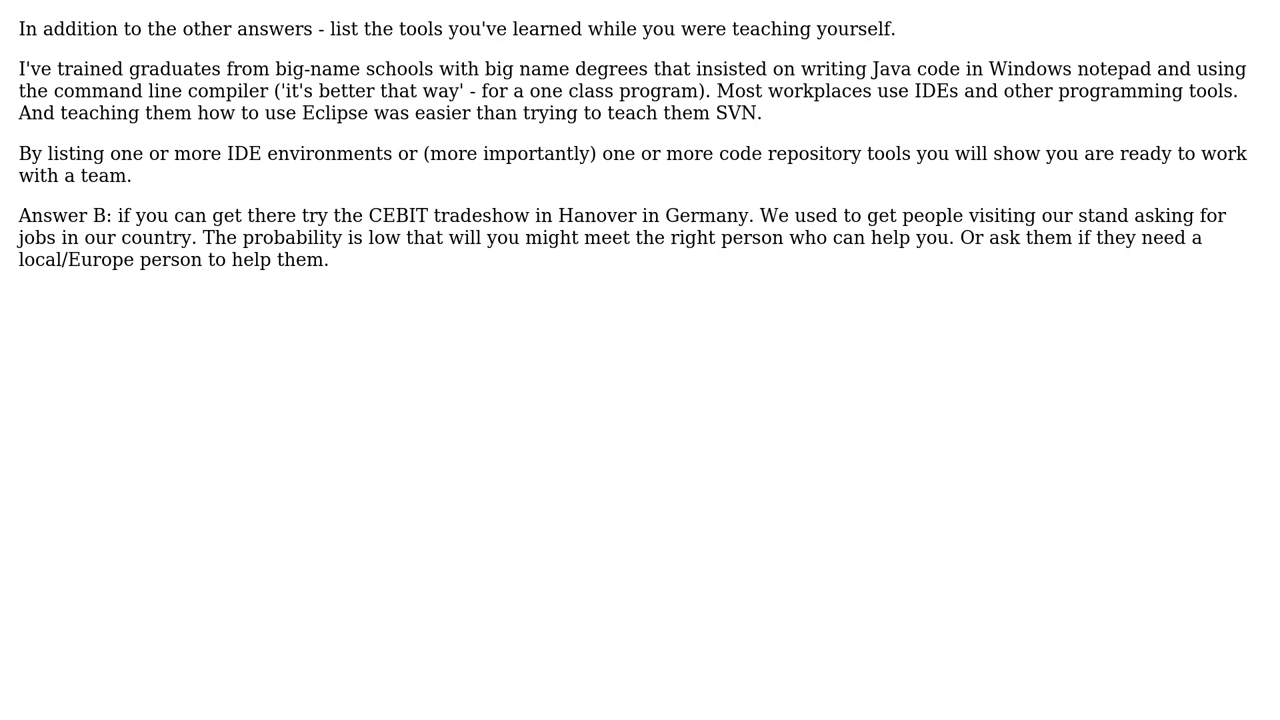 In addition to the other answers - list the tools you've learned while you were teaching yourself.
I've trained graduates from big-name schools with big name degrees that insisted on writing Java code in Windows notepad and using
the command line compiler ('it's better that way' - for a one class program). Most workplaces use IDEs and other programming tools.
And teaching them how to use Eclipse was easier than trying to teach them SVN.
By listing one or more IDE environments or (more importantly) one or more code repository tools you will show you are ready to work
with a team.
Answer B: if you can get there try the CEBIT tradeshow in Hanover in Germany. We used to get people visiting our stand asking for
jobs in our country. The probability is low that will you might meet the right person who can help you. Or ask them if they need a
local/Europe person to help them.